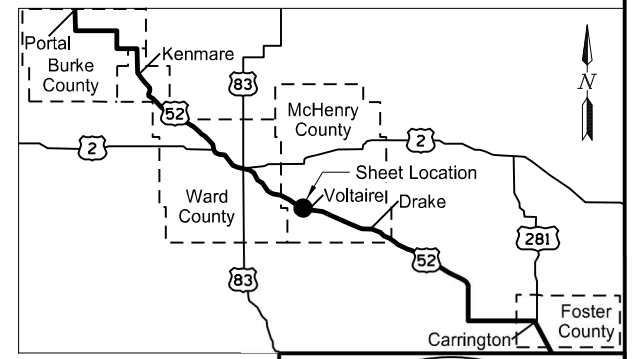 Portal
Burke
County
Kenmare
83
52
McHenry
County
N
2
2
Sheet Location
Ward
County
Voltaire
Drake
281
52
83
Foster
County
Carrington